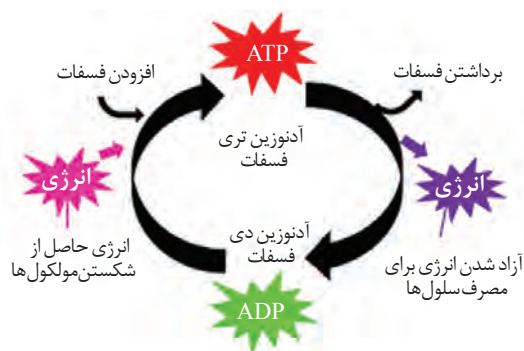 ATP
افزودن فسفات
برداشتن فسفات
آدنوزین تری
فسفات
انرژی
انرژی
آدنوزین دی
فسفات
انرژی حاصل از
شکستن مولکول‌ها
آزاد شدن انرژی برای
مصرف سلول‌ها
ADP